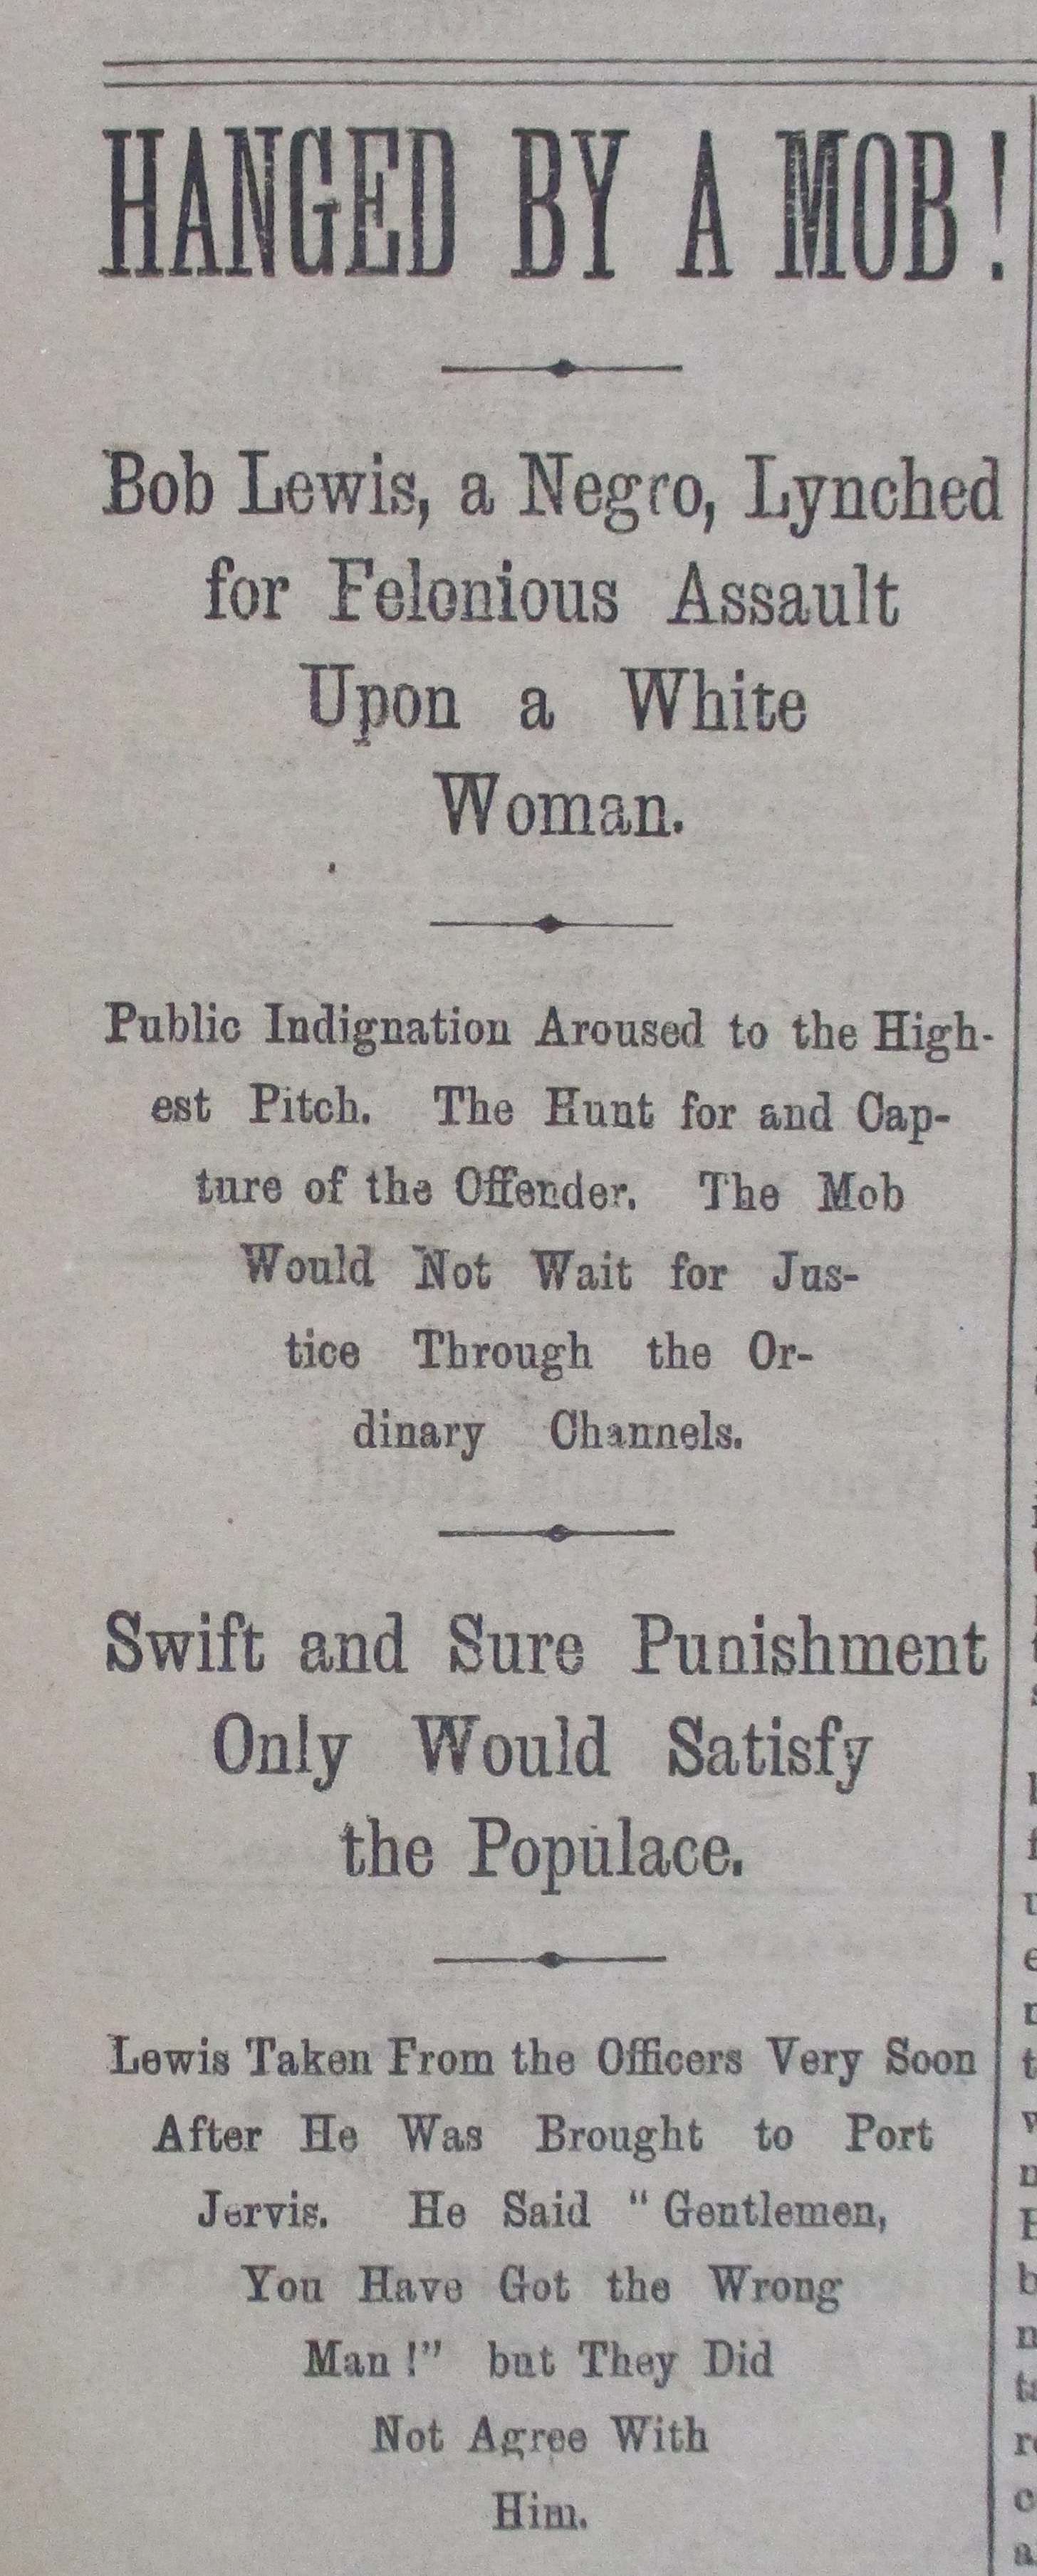 HANGED BY A MOB!
Bob Lewis, a Negro, Lynched
for Felonious Assault
Upon a White
Woman.
Public Indignation Aroused to the High-
est Pitch. The Hunt for and Cap-
ture of the Offender. The Mob
Would Not Wait for Jus-
tice Through the Or-
dinary Channels.
Swift and Sure Punishment
Only Would Satisfy
the Populace.
Lewis Taken From the Officers Very Soon
After He Was Brought to Port
Jervis. He Said "Gentlemen,
You Have Got the Wrong
Man!" but They Did
Not Agree With
Him.